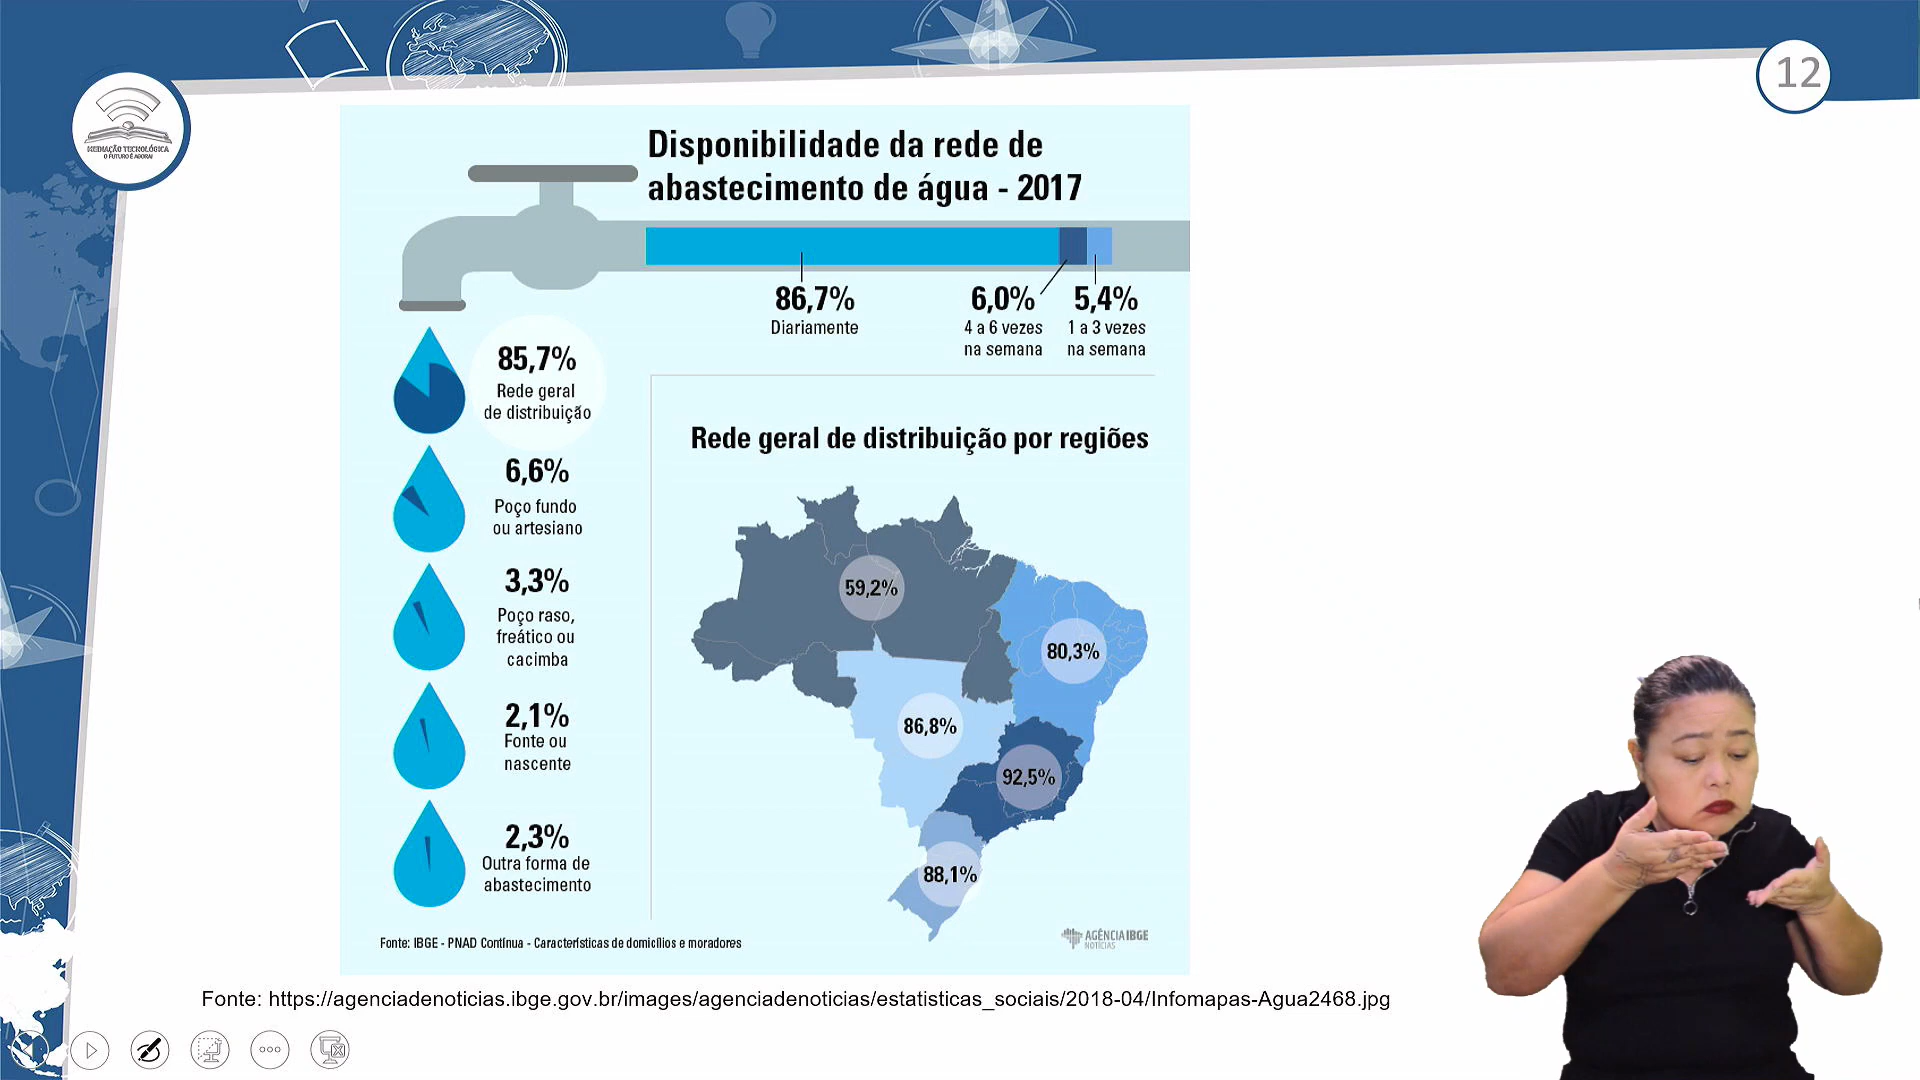 12
MEDIAÇÃO TECNOLÓGICA
O FUTURO É AGORA!
Disponibilidade da rede de
abastecimento de água - 2017
86,7%
Diariamente
6,0%
4 a 6 vezes
na semana
5,4%
1 a 3 vezes
na semana
85,7%
Rede geral
de distribuição
6,6%
Poço fundo
ou artesiano
3,3%
Poço raso,
freático ou
cacimba
2,1%
Fonte ou
nascente
2,3%
Outra forma de
abastecimento
Rede geral de distribuição por regiões
59,2%
80,3%
86,8%
92,5%
88,1%
Fonte: IBGE - PNAD Contínua - Características de domicílios e moradores
AGÊNCIA IBGE
NOTÍCIAS
Fonte: https://agenciadenoticias.ibge.gov.br/images/agenciadenoticias/estatisticas_sociais/2018-04/Infomapas-Agua2468.jpg